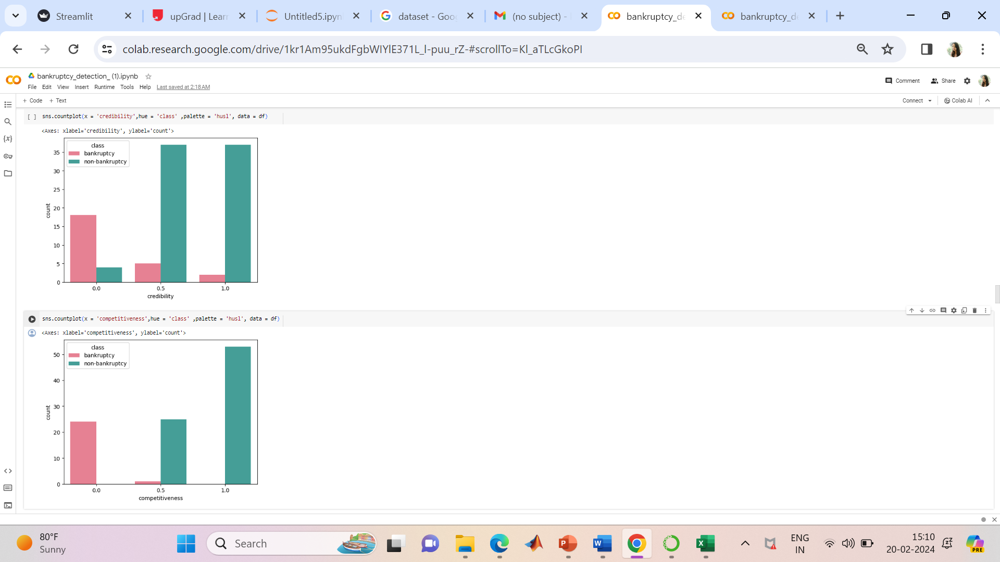 Streamlit
upGrad | Lear
Untitled5.ipyn
dataset - Goo
(no subject) -
bankruptcy_de
bankruptcy_de
colab.research.google.com/drive/1kr1Am95ukdFgbWIYlE371L_l-puu_rZ-#scrollTo=Kl_aTLcGkoPI
bankruptcy_detection_ (1).ipynb
File Edit View Insert Runtime Tools Help Last saved at 2:18 AM
Comment Share
+ Code + Text
Connect Colab AI
[ ] sns.countplot(x = 'credibility',hue = 'class' ,palette = 'husl', data = df)
<Axes: xlabel='credibility', ylabel='count'>
class
bankruptcy
non-bankruptcy
35
30
25
20
15
10
5
0
count
0.0 0.5 1.0
credibility
sns.countplot(x = 'competitiveness',hue = 'class' ,palette = 'husl', data = df)
<Axes: xlabel='competitiveness', ylabel='count'>
class
bankruptcy
non-bankruptcy
50
40
30
20
10
0
count
0.0 0.5 1.0
competitiveness
80°F
Sunny
Search
ENG
IN
15:10
20-02-2024
PRE